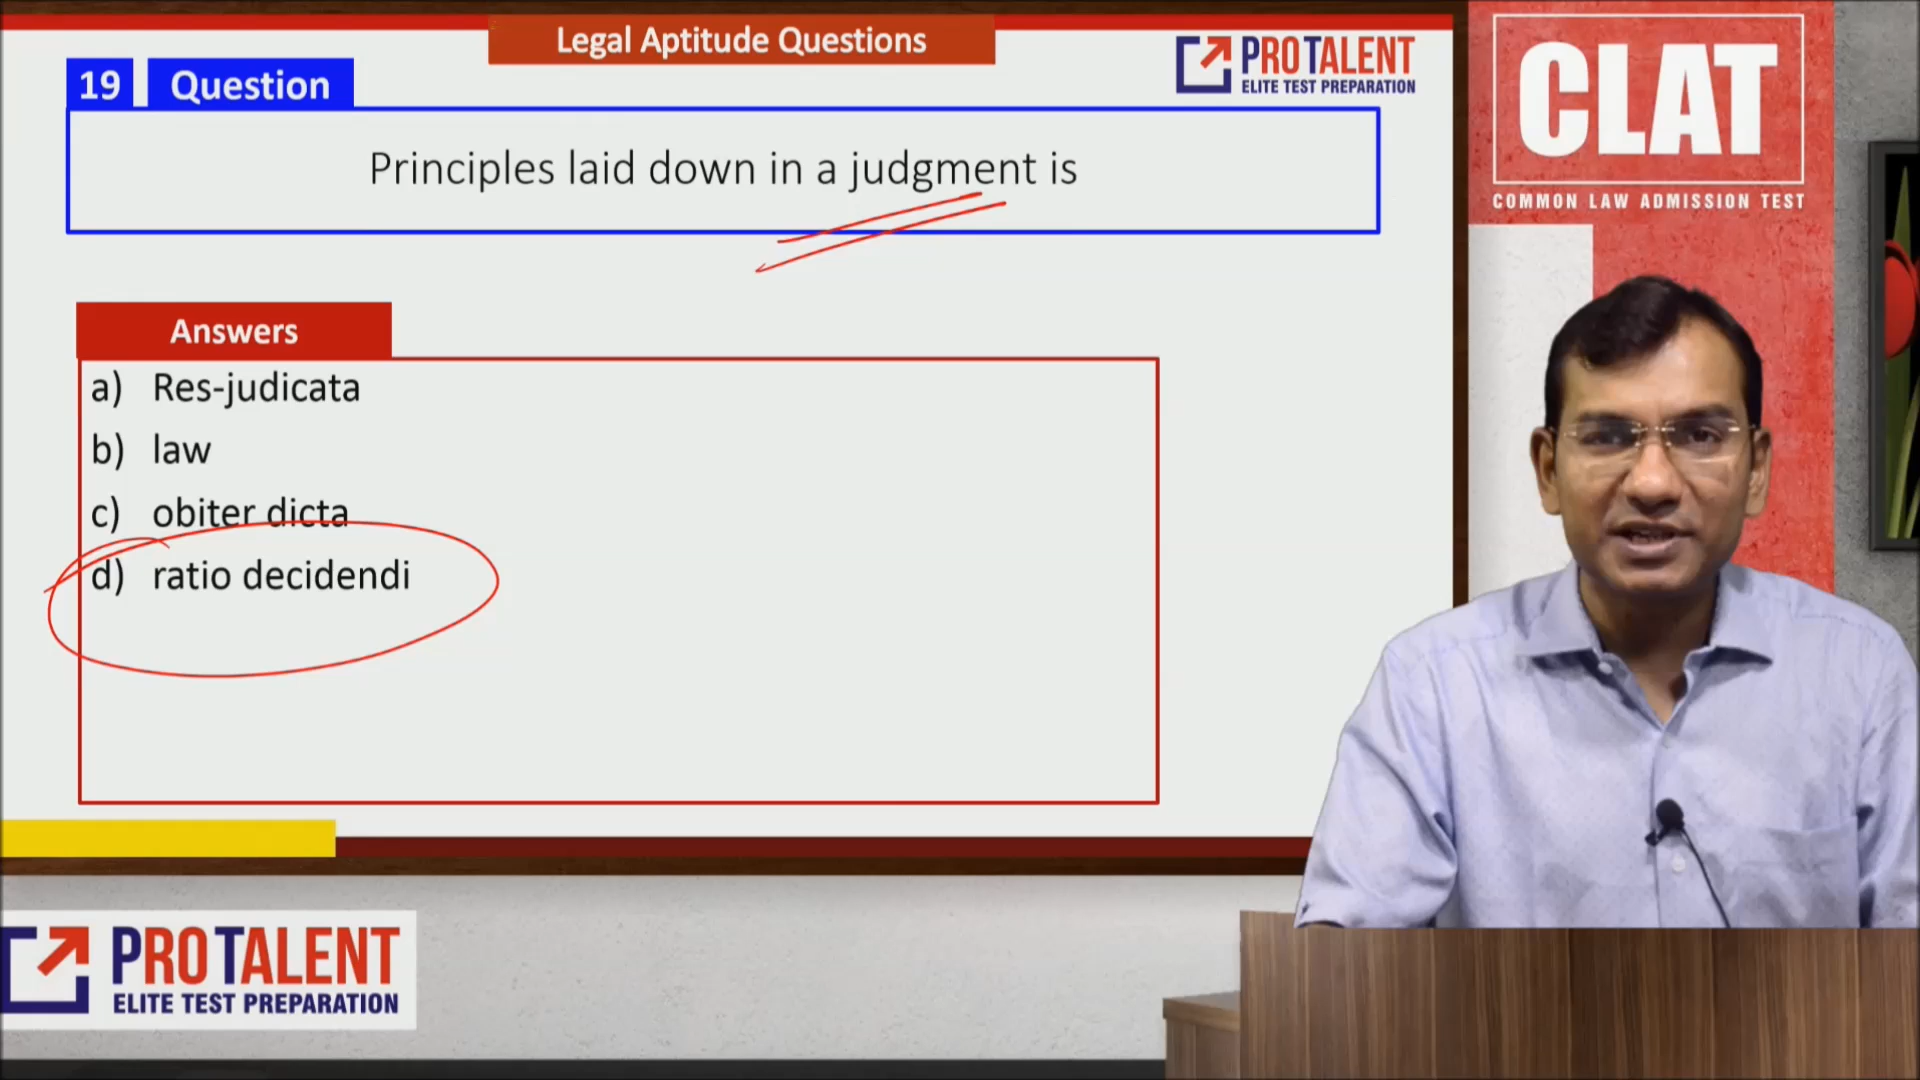 Legal Aptitude Questions
PROTALENT
ELITE TEST PREPARATION
CLAT
COMMON LAW ADMISSION TEST
19 Question
Principles laid down in a judgment is
Answers
a) Res-judicata
b) law
c) obiter dicta
d) ratio decidendi
PROTALENT
ELITE TEST PREPARATION